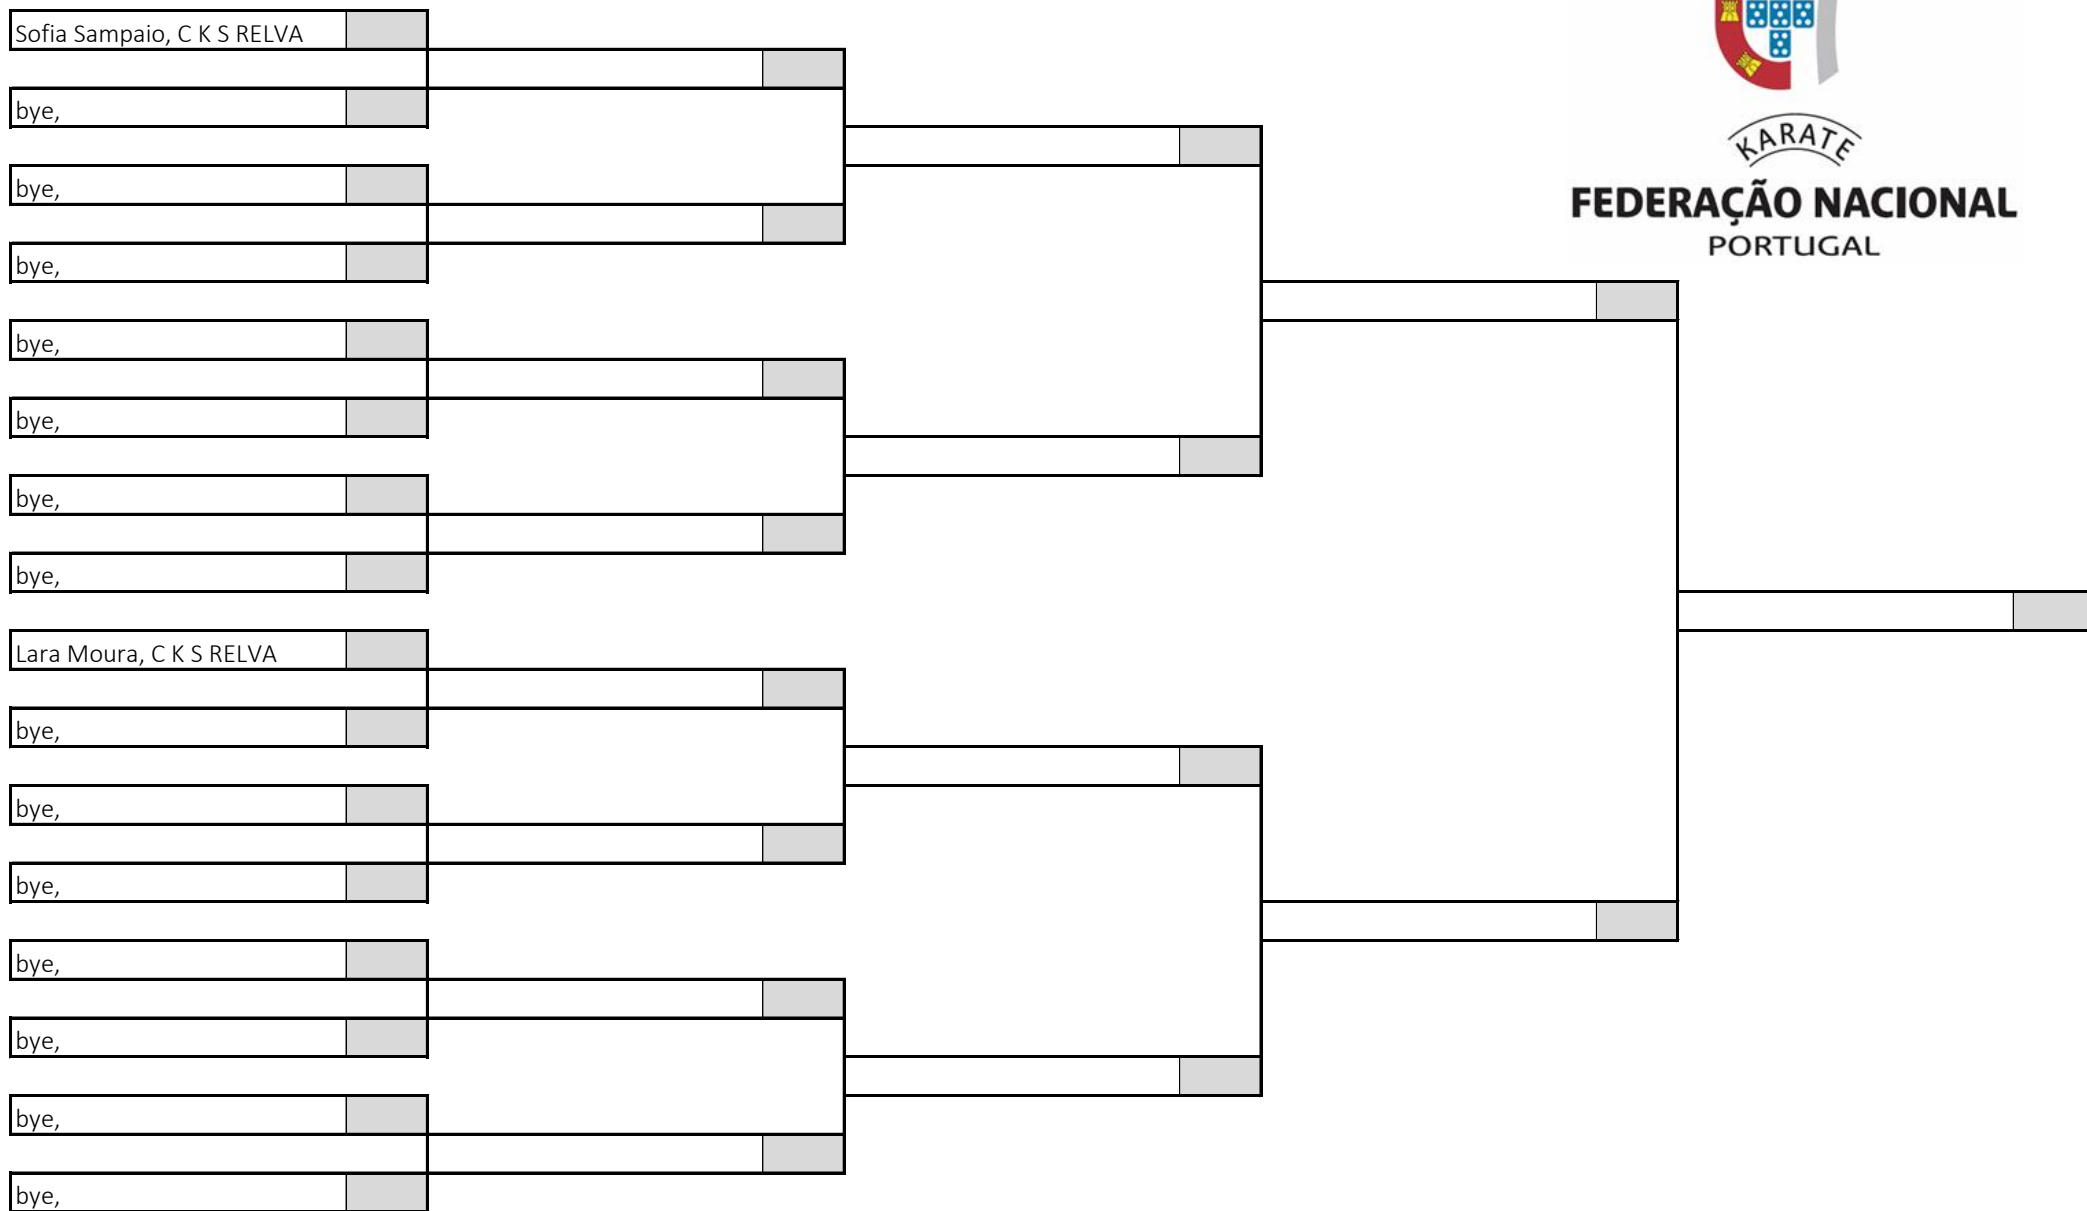 Sofia Sampaio, C K S RELVA
bye,
bye,
bye,
bye,
bye,
bye,
bye,
Lara Moura, C K S RELVA
bye,
bye,
bye,
bye,
bye,
bye,
bye,
KARATE
FEDERAÇÃO NACIONAL
PORTUGAL